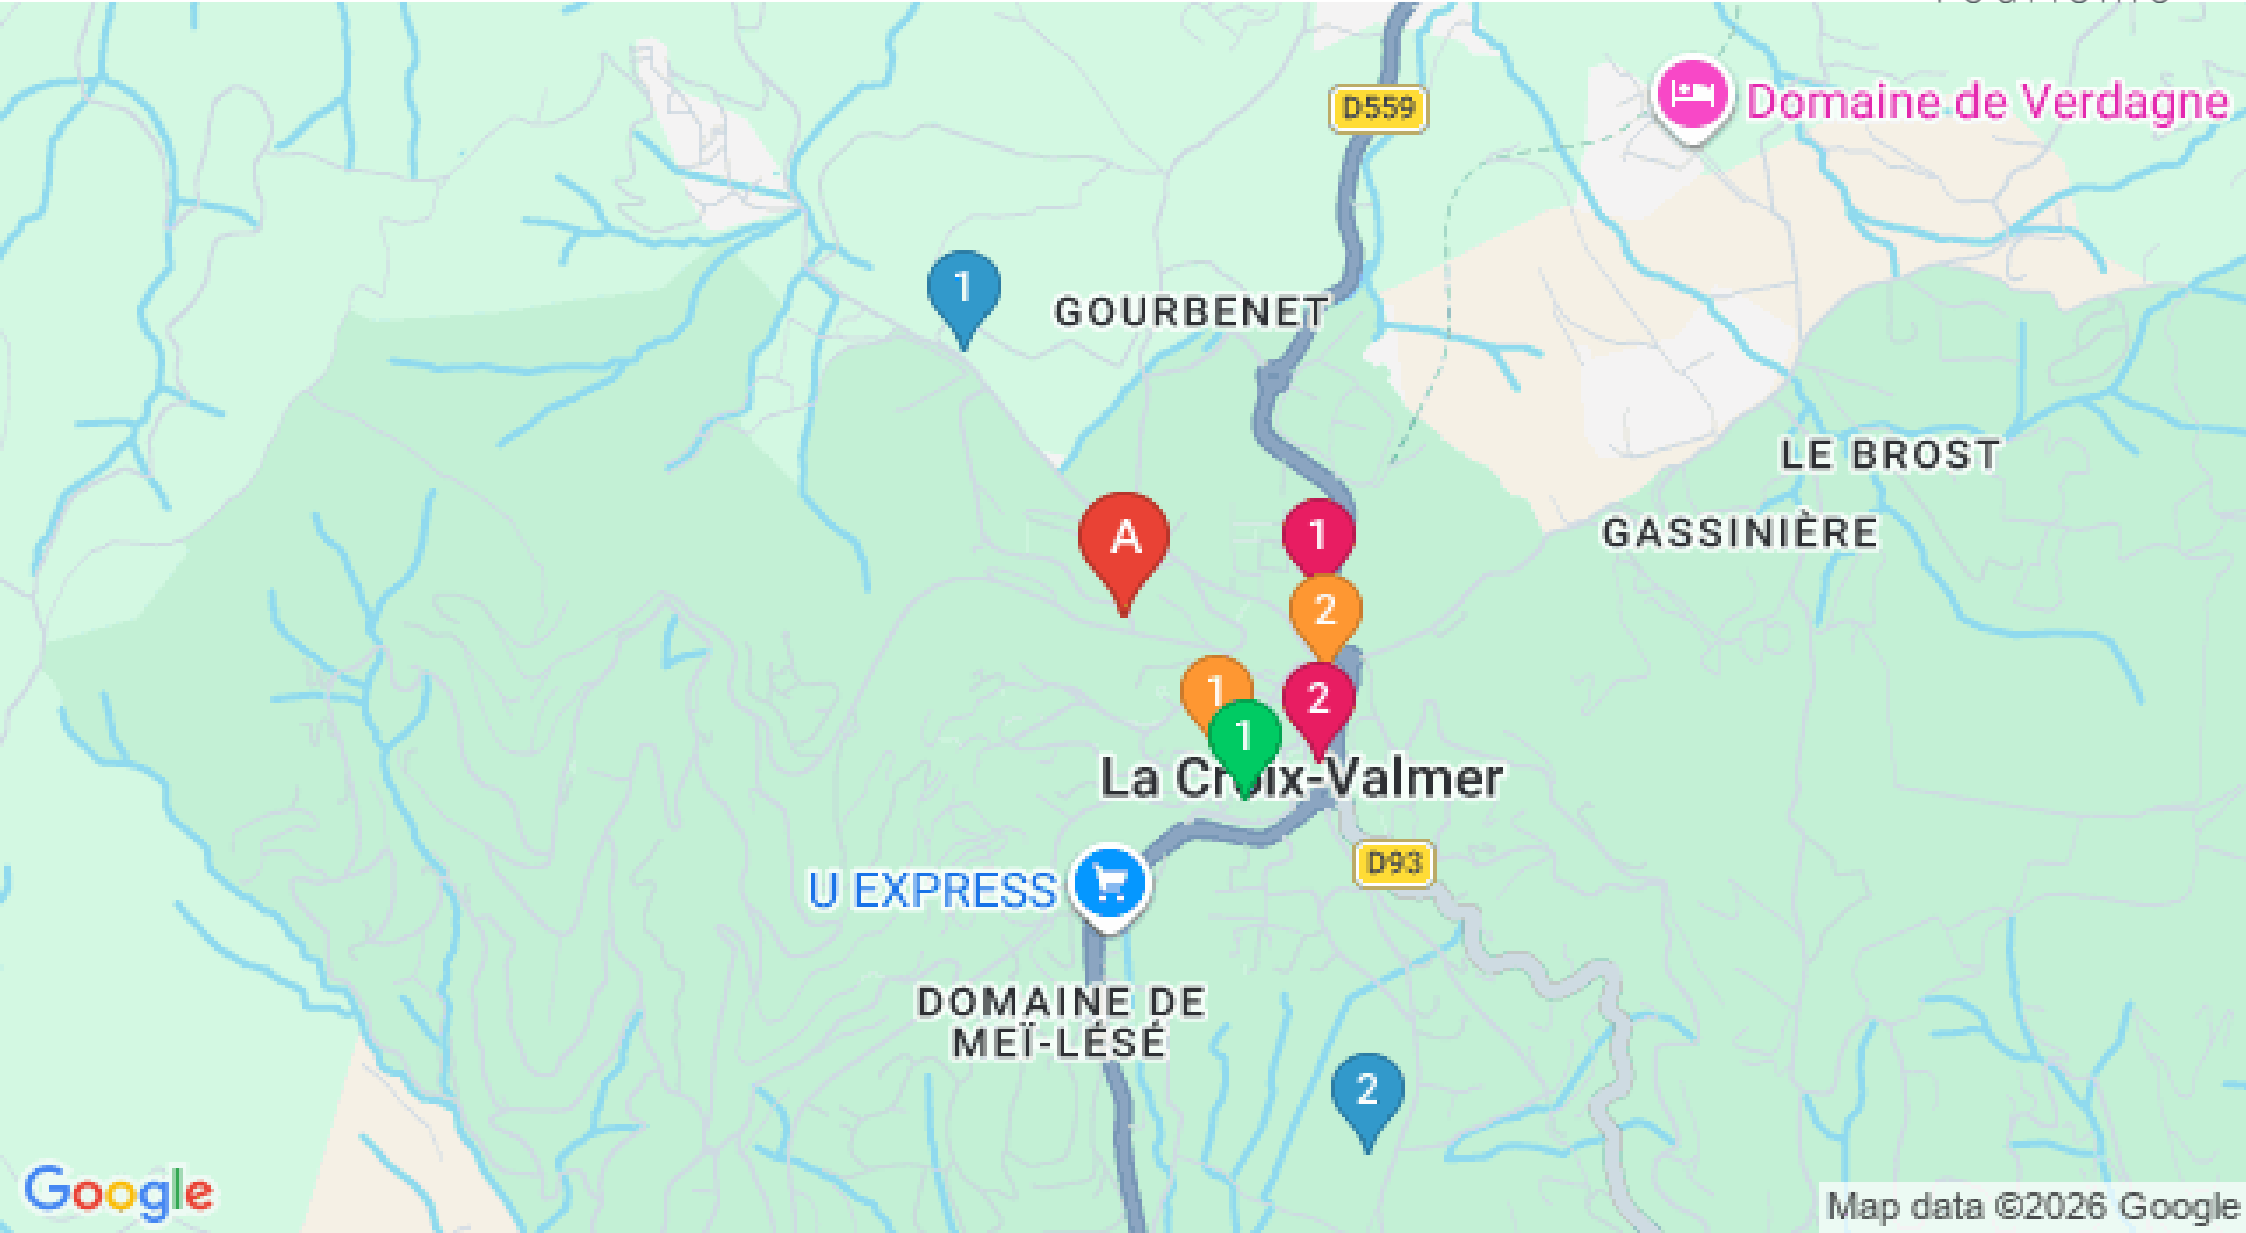 D559
Domaine de Verdagne
1
GOURBENET
LE BROST
GASSINIÈRE
A
1
2
1
2
1
La Croix-Valmer
D93
U EXPRESS
DOMAINE DE
MEÏ-LÉSÉ
2
Google
Map data ©2026 Google